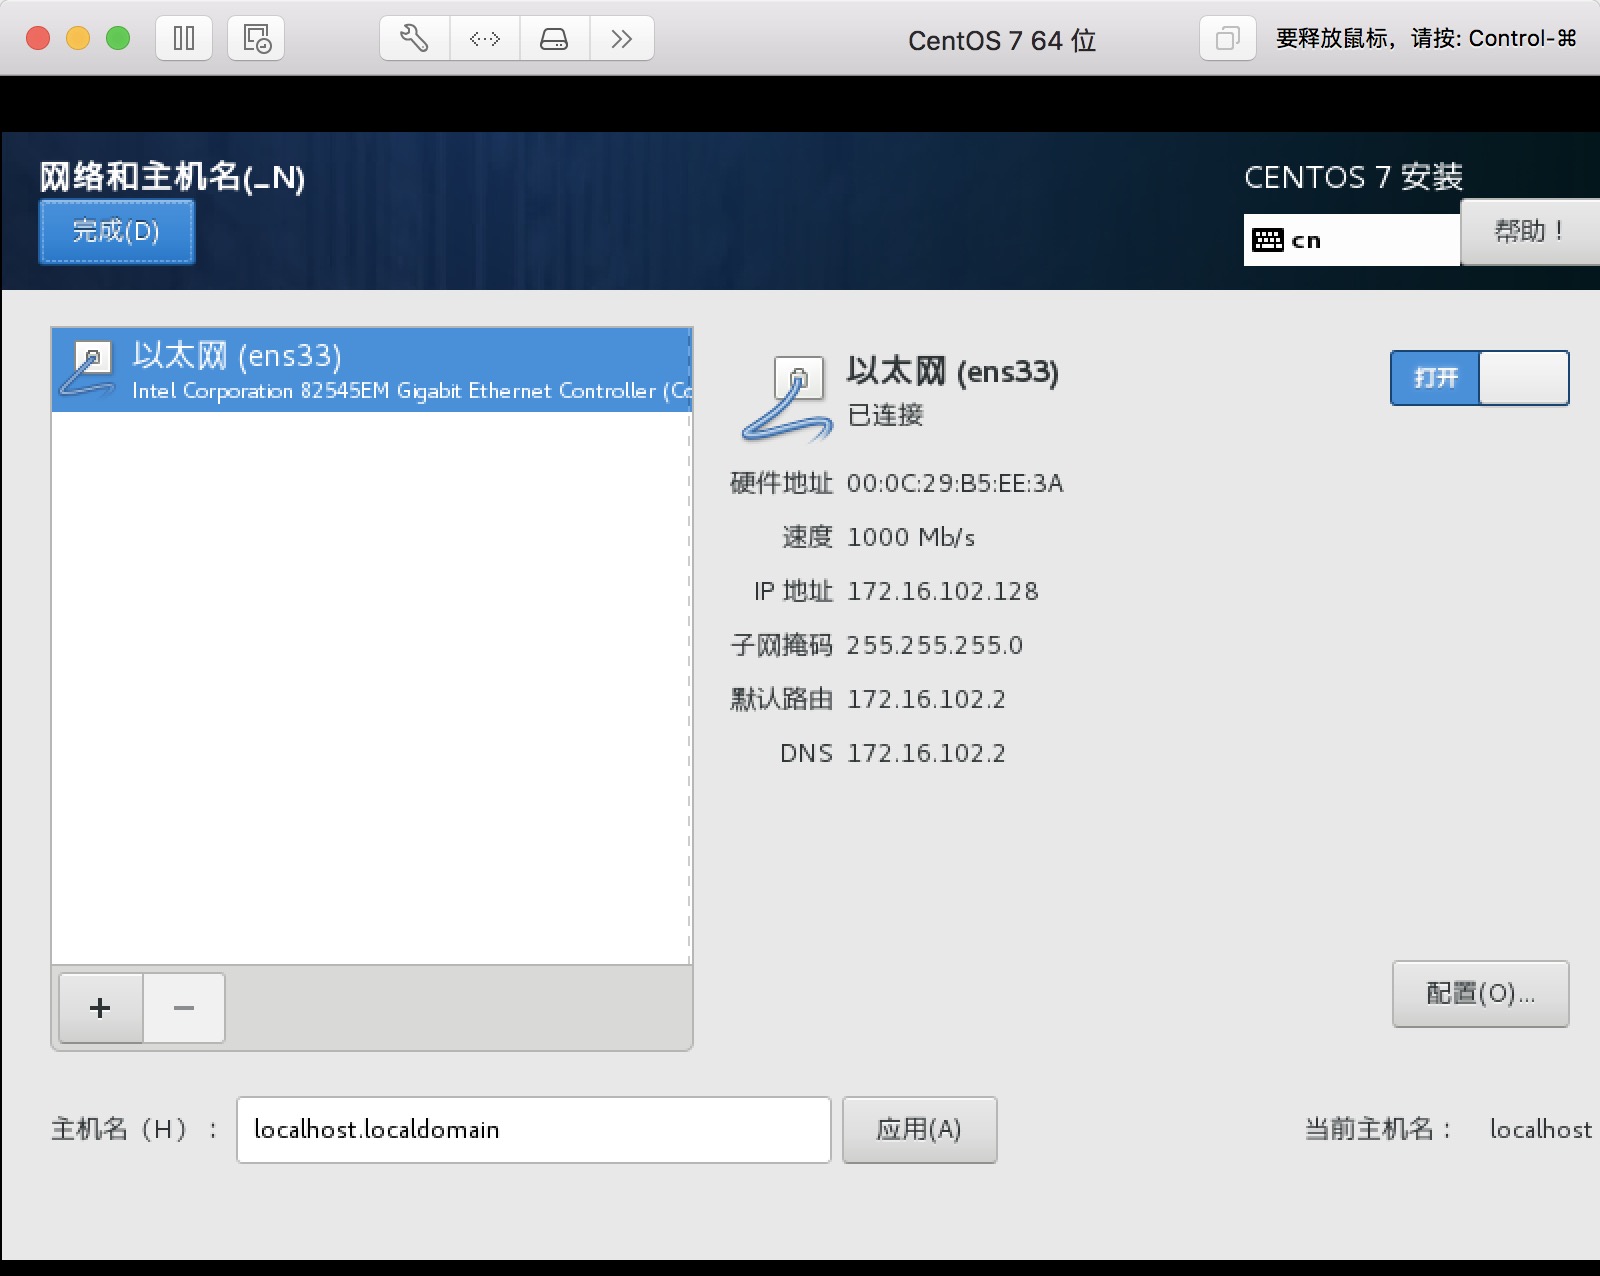 CentOS 7 64 位
要释放鼠标，请按: Control-⌘
网络和主机名(_N)
CENTOS 7 安装
完成(D)
cn
帮助！
以太网 (ens33)
Intel Corporation 82545EM Gigabit Ethernet Controller (Co
以太网 (ens33)
已连接
打开
硬件地址 00:0C:29:B5:EE:3A
速度 1000 Mb/s
IP 地址 172.16.102.128
子网掩码 255.255.255.0
默认路由 172.16.102.2
DNS 172.16.102.2
+ −
配置(O)...
主机名（H）： localhost.localdomain 应用(A) 当前主机名： localhost